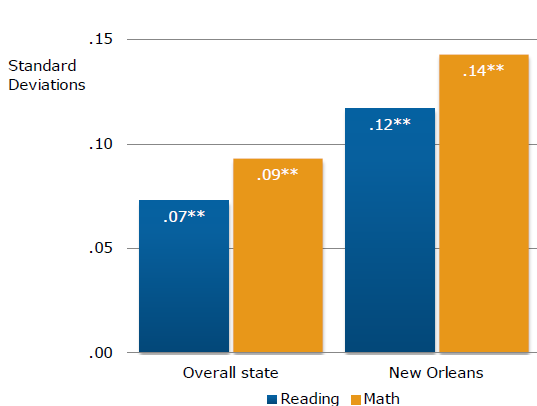 .15
Standard
Deviations
.14**
.12**
.10
.09**
.07**
.05
.00
Overall state
New Orleans
Reading
Math